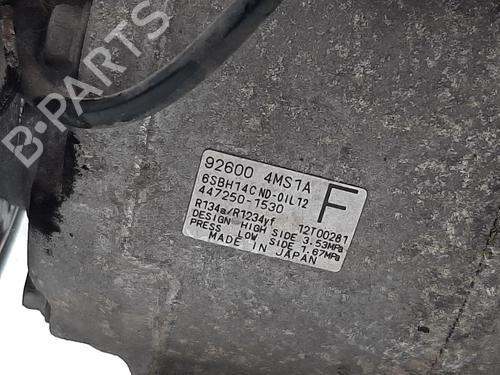 B-PARTS
92600 4MS1A
6SBH14C ND-OIL12
447250-1530
F
R134a/R1234yf 12T00281
DESIGN HIGH SIDE 3.53MPa
PRESS LOW SIDE 1.67MPa
MADE IN JAPAN